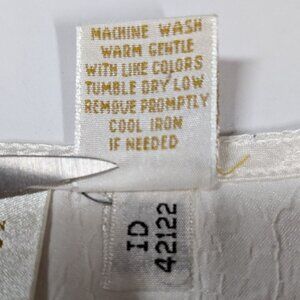 MACHINE WASH
WARM GENTLE
WITH LIKE COLORS
TUMBLE DRY LOW
REMOVE PROMPTLY
COOL IRON
IF NEEDED
ID
42122